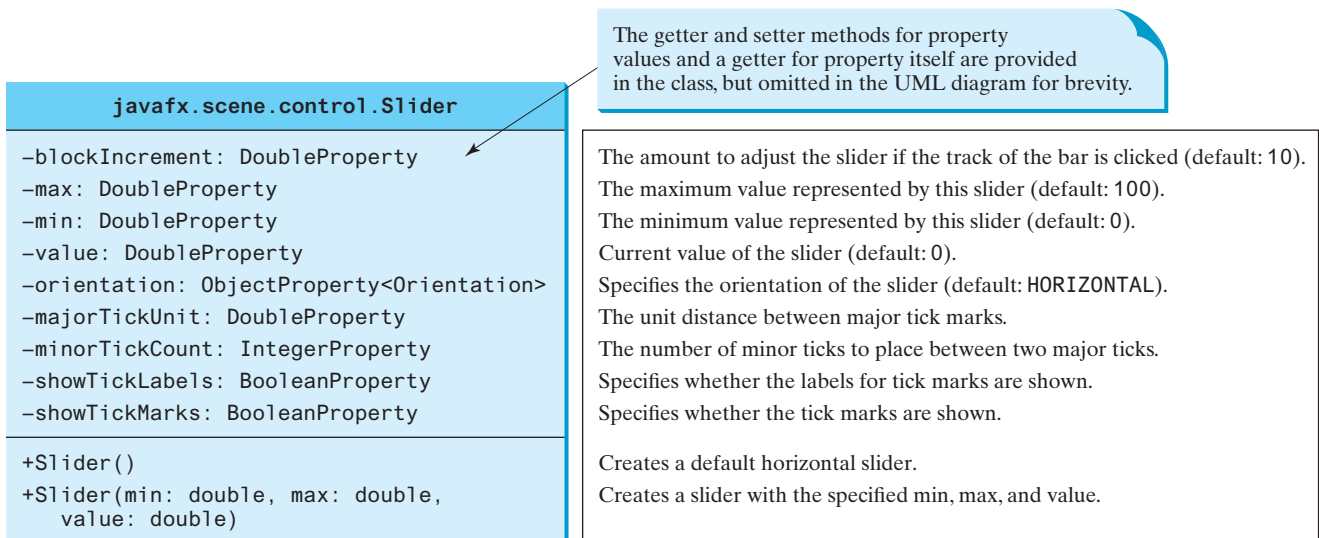 The getter and setter methods for property
values and a getter for property itself are provided
in the class, but omitted in the UML diagram for brevity.
javafx.scene.control.Slider
–blockIncrement: DoubleProperty
The amount to adjust the slider if the track of the bar is clicked (default: 10).
–max: DoubleProperty
The maximum value represented by this slider (default: 100).
–min: DoubleProperty
The minimum value represented by this slider (default: 0).
–value: DoubleProperty
Current value of the slider (default: 0).
–orientation: ObjectProperty<Orientation>
Specifies the orientation of the slider (default: HORIZONTAL).
–majorTickUnit: DoubleProperty
The unit distance between major tick marks.
–minorTickCount: IntegerProperty
The number of minor ticks to place between two major ticks.
–showTickLabels: BooleanProperty
Specifies whether the labels for tick marks are shown.
–showTickMarks: BooleanProperty
Specifies whether the tick marks are shown.
+Slider()
Creates a default horizontal slider.
+Slider(min: double, max: double,
Creates a slider with the specified min, max, and value.
value: double)